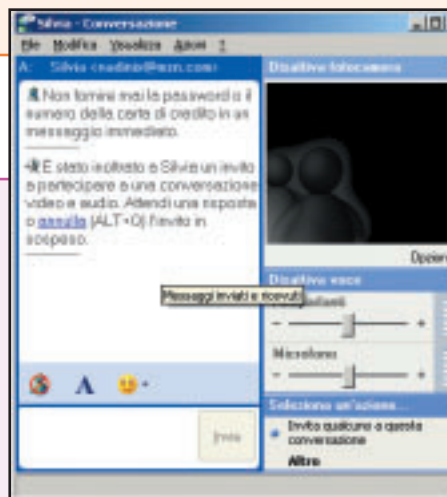 Silvia - Conversazione
File Modifica Visualizza Azioni ?
A: Silvia
Non fornire mai la password o il
numero della carta di credito in un
messaggio immediato.
È stato inoltrato a Silvia un invito
a partecipare a una conversazione
video e audio. Attendi una risposta
o annulla (ALT+Q) l'invito in
sospeso.
Messaggi inviati e ricevuti
A
Invia
Disattiva fotocamera
Opzioni
Disattiva voce
Microfono
Seleziona un'azione...
Invita qualcuno a questa
conversazione
Altro